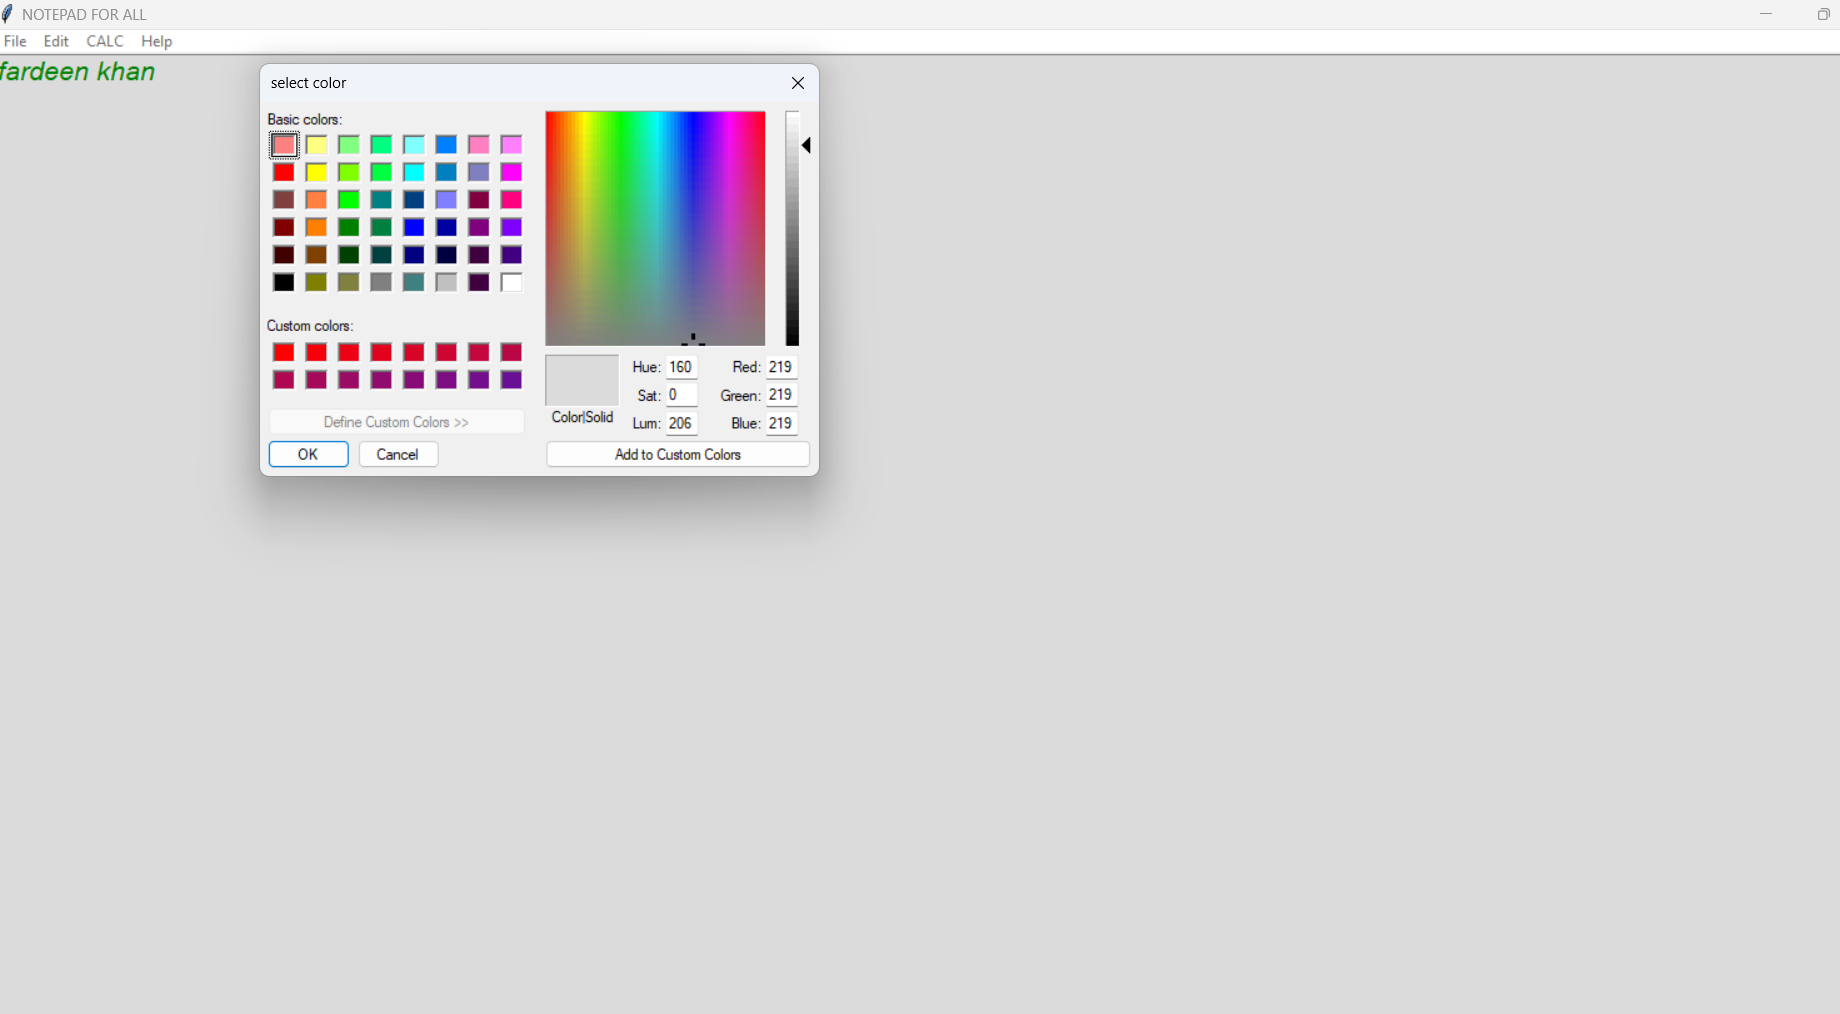 NOTEPAD FOR ALL
File Edit CALC Help
fardeen khan
select color
Basic colors:
Custom colors:
Define Custom Colors >>
OK Cancel
Color|Solid
Hue: 160 Red: 219
Sat: 0 Green: 219
Lum: 206 Blue: 219
Add to Custom Colors